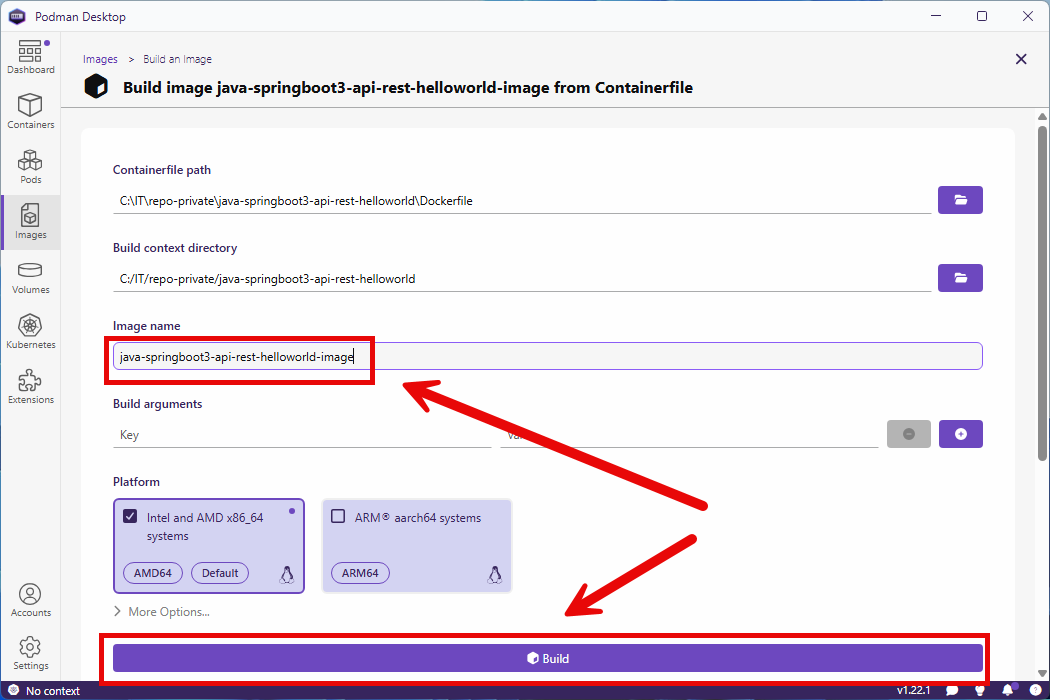 Podman Desktop
Dashboard
Containers
Pods
Images
Volumes
Kubernetes
Extensions
Accounts
Settings
Images > Build an Image
Build image java-springboot3-api-rest-helloworld-image from Containerfile
Containerfile path
C:\IT\repo-private\java-springboot3-api-rest-helloworld\Dockerfile
Build context directory
C:/IT/repo-private/java-springboot3-api-rest-helloworld
Image name
java-springboot3-api-rest-helloworld-image
Build arguments
Key
Platform
Intel and AMD x86_64
systems
AMD64 Default
ARM® aarch64 systems
ARM64
More Options...
Build
No context
v1.22.1